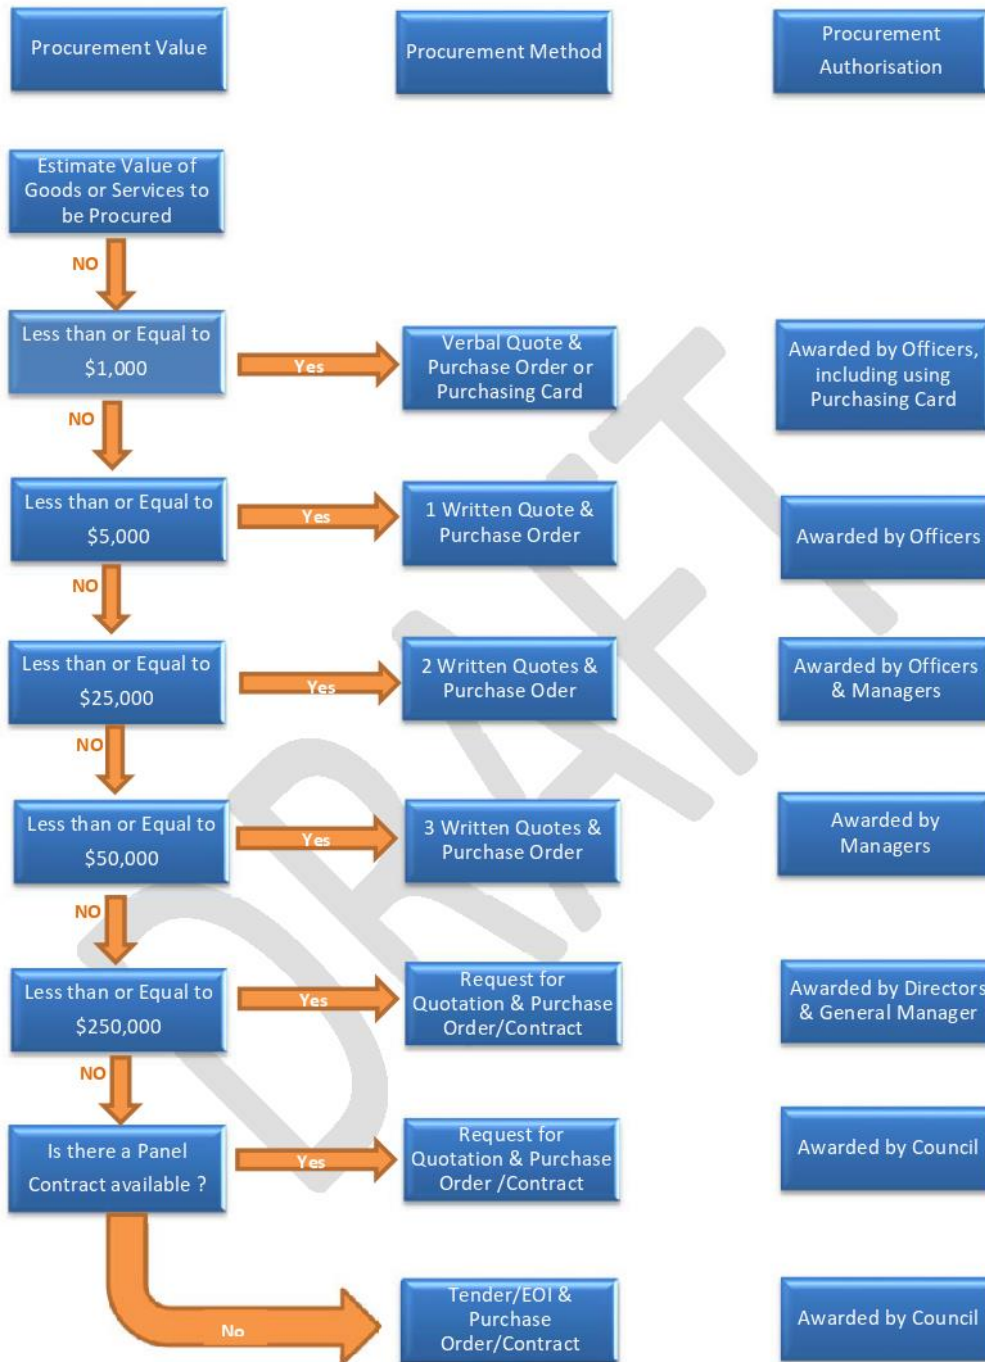 Procurement Value
Procurement Method
Procurement
Authorisation
Estimate Value of
Goods or Services to
be Procured
NO
Less than or Equal to
$1,000
Yes
Verbal Quote &
Purchase Order or
Purchasing Card
Awarded by Officers,
including using
Purchasing Card
NO
Less than or Equal to
$5,000
Yes
1 Written Quote &
Purchase Order
Awarded by Officers
NO
Less than or Equal to
$25,000
Yes
2 Written Quotes &
Purchase Oder
Awarded by Officers
& Managers
NO
Less than or Equal to
$50,000
Yes
3 Written Quotes &
Purchase Order
Awarded by
Managers
NO
Less than or Equal to
$250,000
Yes
Request for
Quotation & Purchase
Order/Contract
Awarded by Directors
& General Manager
NO
Is there a Panel
Contract available ?
Yes
Request for
Quotation & Purchase
Order /Contract
Awarded by Council
No
Tender/EOI &
Purchase
Order/Contract
Awarded by Council
DRAFT